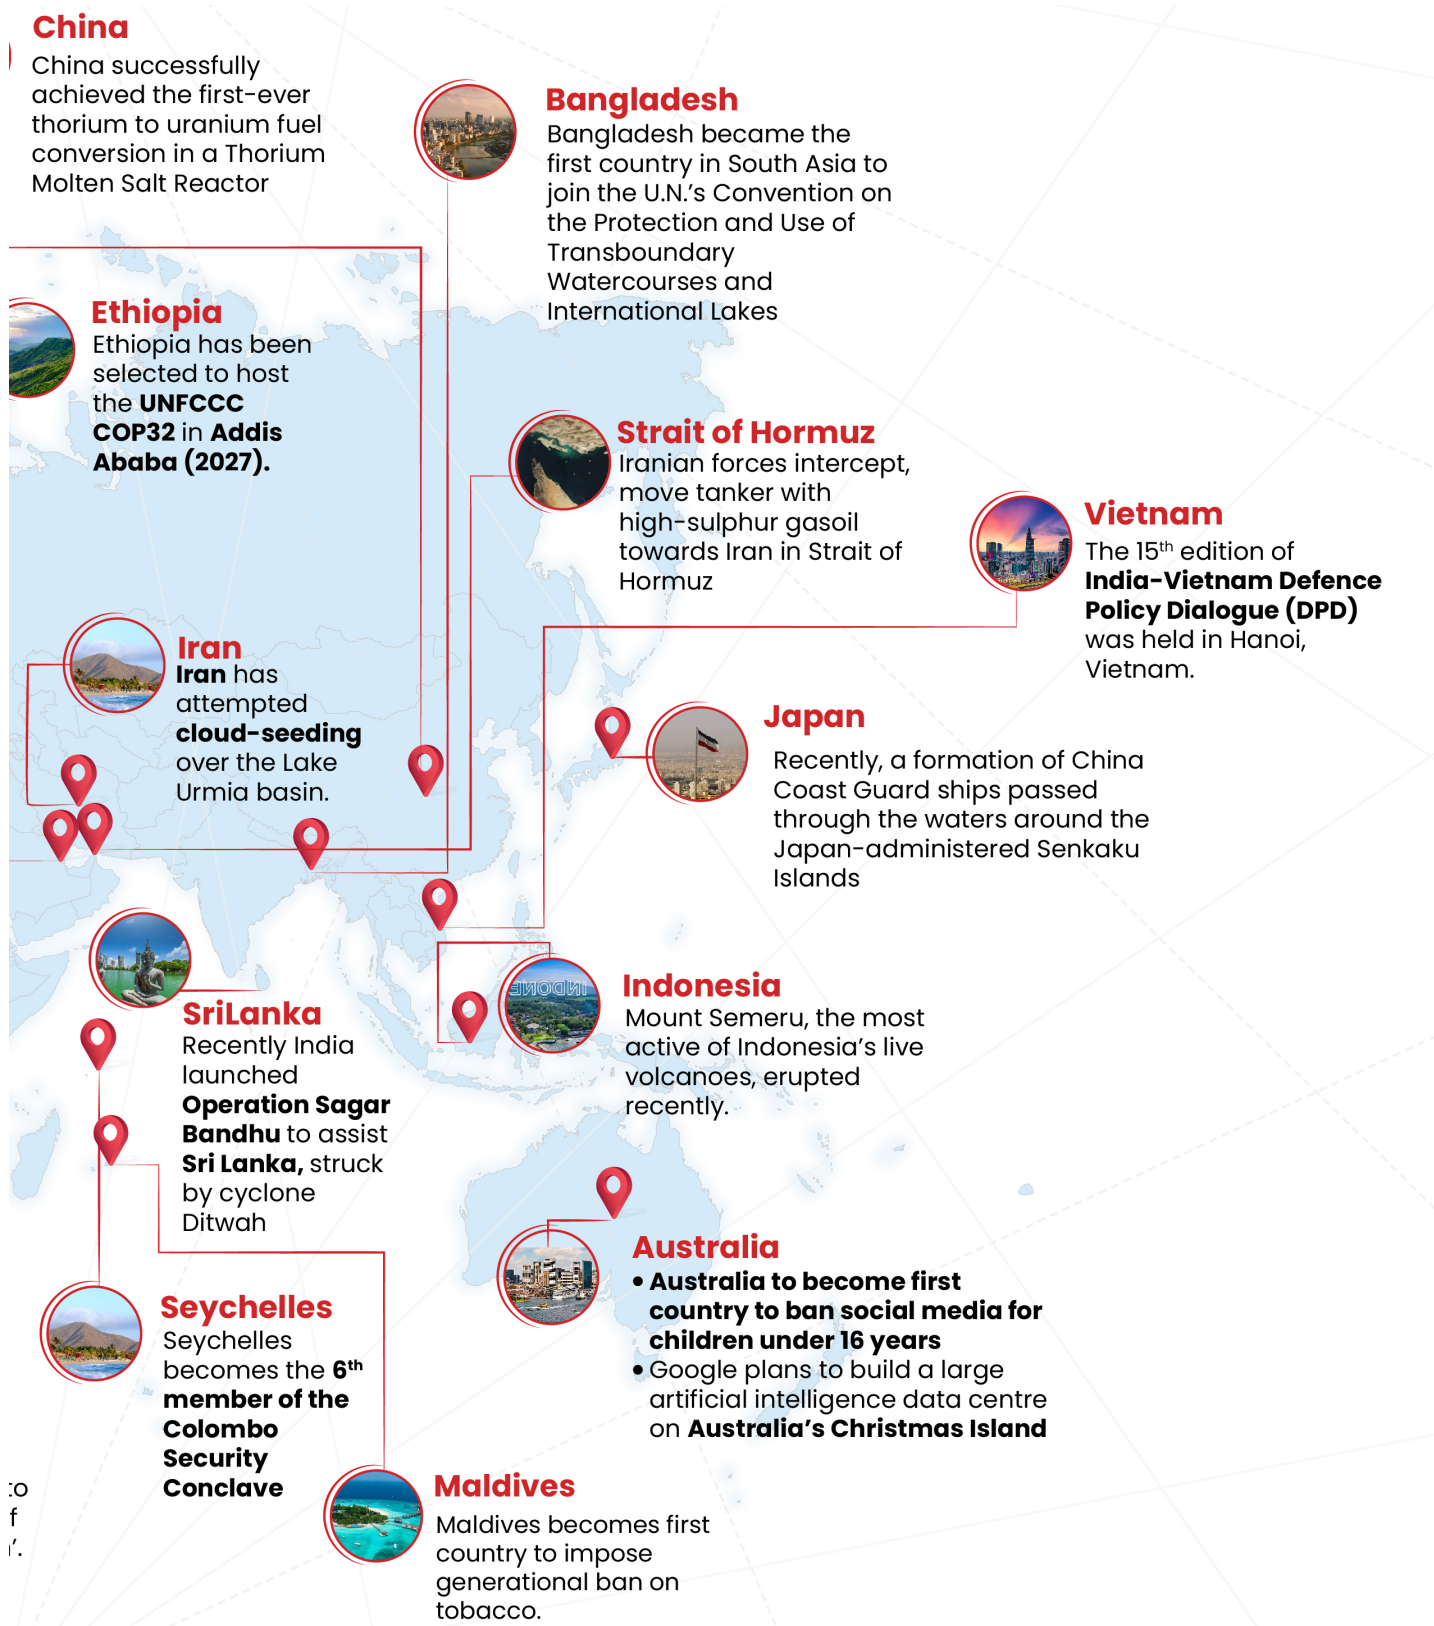 China
China successfully
achieved the first-ever
thorium to uranium fuel
conversion in a Thorium
Molten Salt Reactor
Bangladesh
Bangladesh became the
first country in South Asia to
join the U.N.'s Convention on
the Protection and Use of
Transboundary
Watercourses and
International Lakes
Ethiopia
Ethiopia has been
selected to host
the UNFCCC
COP32 in Addis
Ababa (2027).
Strait of Hormuz
Iranian forces intercept,
move tanker with
high-sulphur gasoil
towards Iran in Strait of
Hormuz
Vietnam
The 15th edition of
India-Vietnam Defence
Policy Dialogue (DPD)
was held in Hanoi,
Vietnam.
Iran
Iran has
attempted
cloud-seeding
over the Lake
Urmia basin.
Japan
Recently, a formation of China
Coast Guard ships passed
through the waters around the
Japan-administered Senkaku
Islands
SriLanka
Recently India
launched
Operation Sagar
Bandhu to assist
Sri Lanka, struck
by cyclone
Ditwah
Indonesia
Mount Semeru, the most
active of Indonesia's live
volcanoes, erupted
recently.
Australia
• Australia to become first
country to ban social media for
children under 16 years
• Google plans to build a large
artificial intelligence data centre
on Australia's Christmas Island
Seychelles
Seychelles
becomes the 6th
member of the
Colombo
Security
Conclave
to
Maldives
Maldives becomes first
country to impose
generational ban on
tobacco.